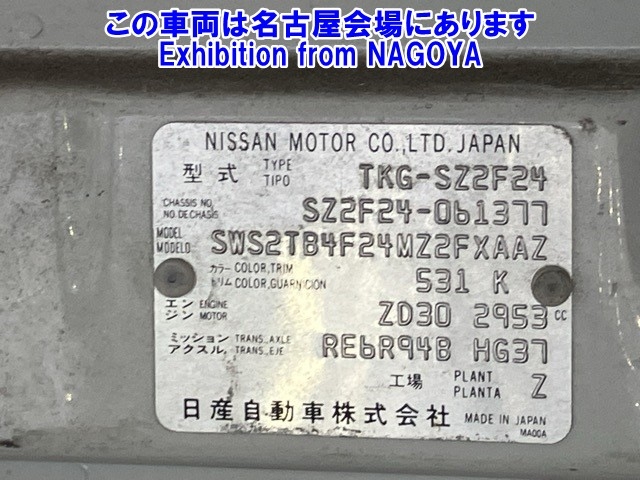 この車両は名古屋会場にあります
Exhibition from NAGOYA
NISSAN MOTOR CO.,LTD. JAPAN
型式 TYPE TIPO TKG-SZ2F24
CHASSIS NO. NO. DE CHASIS SZ2F24-061377
MODEL MODELO SWS2TB4F24MZ2FXAAZ
カラー COLOR, TRIM トリム COLOR, GUARNICION 531 K
エンジン ENGINE MOTOR ZD30 2953 CC
ミッション アクスル TRANS., AXLE TRANS., EJE RE6R94B HG37
工場 PLANT PLANTA Z
日産自動車株式会社 MADE IN JAPAN
MA00A